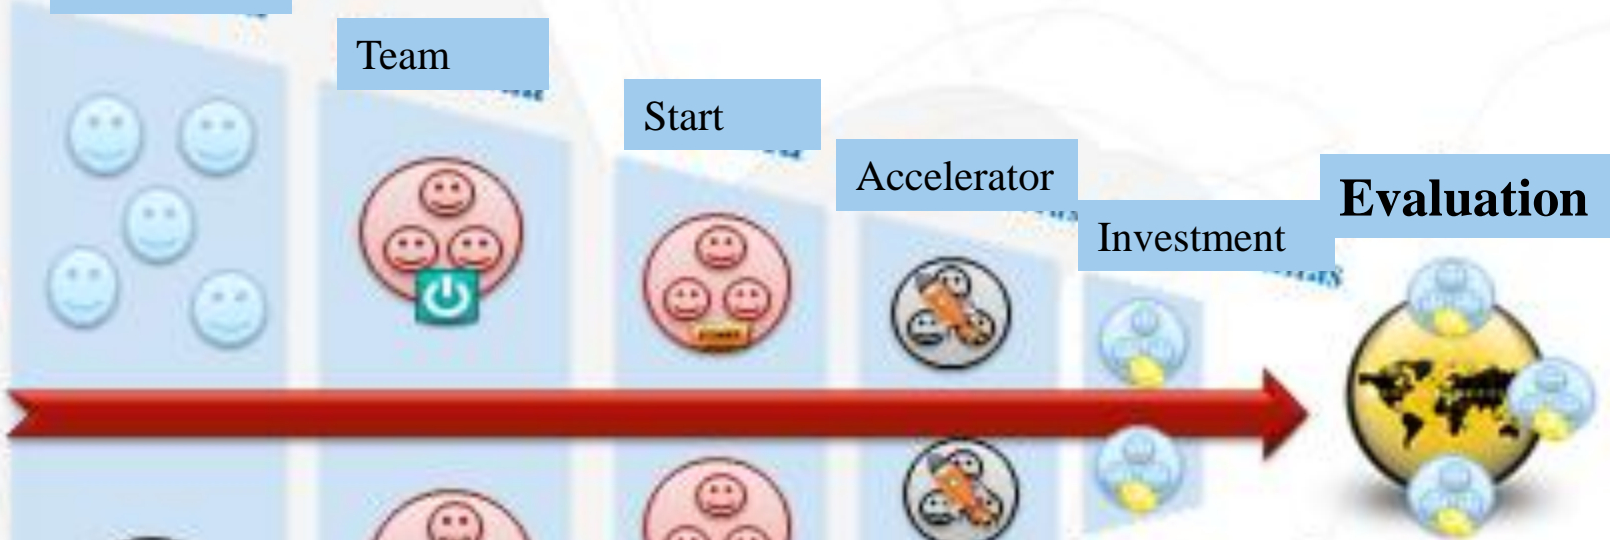 Team
Start
Accelerator
Investment
Evaluation